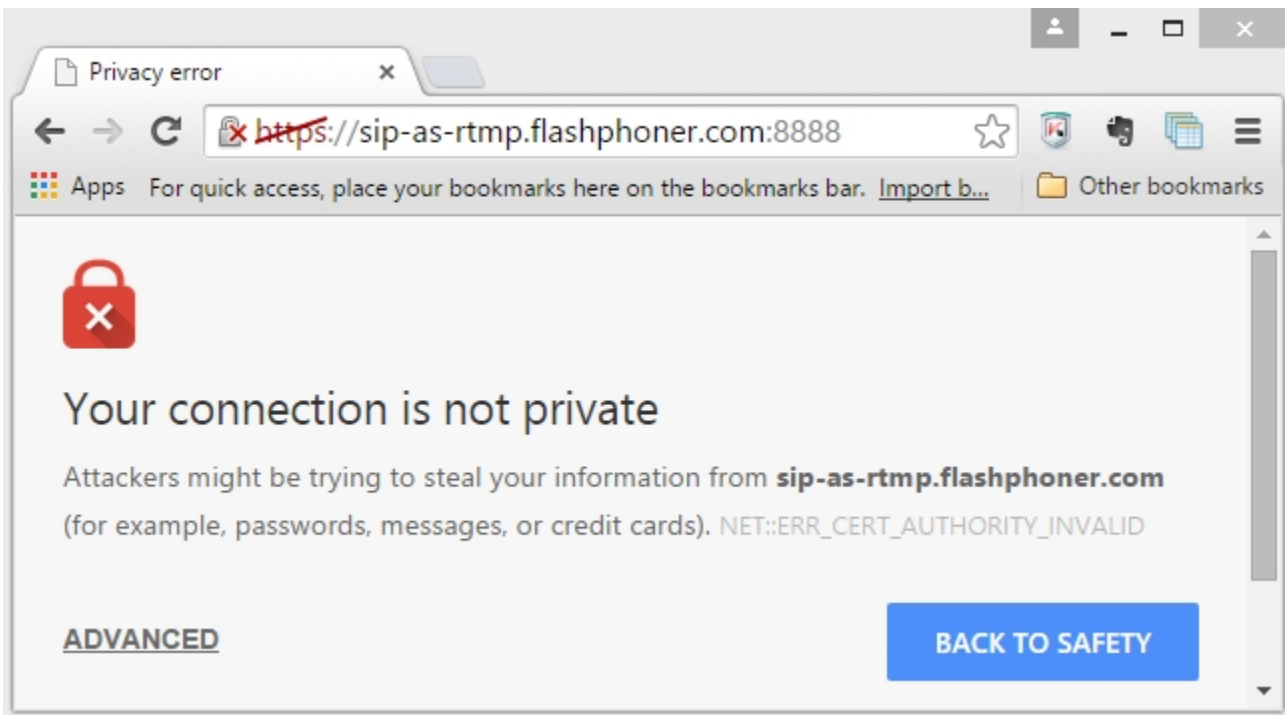 Privacy error
https://sip-as-rtmp.flashphoner.com:8888
Apps For quick access, place your bookmarks here on the bookmarks bar. Import b... Other bookmarks
Your connection is not private
Attackers might be trying to steal your information from sip-as-rtmp.flashphoner.com
(for example, passwords, messages, or credit cards). NET::ERR_CERT_AUTHORITY_INVALID
ADVANCED BACK TO SAFETY